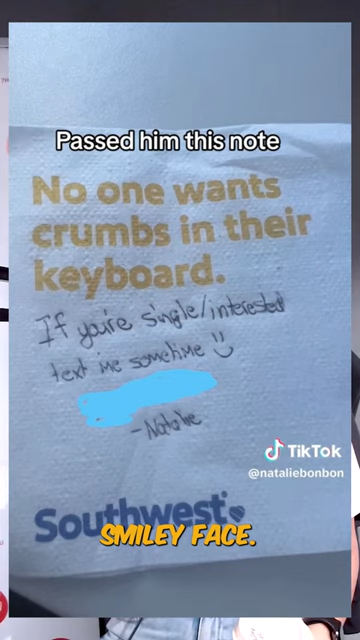 Passed him this note
No one wants
crumbs in their
keyboard.
If you're single/interested
text me sometime :)
-Natalie
TikTok
@nataliebonbon
Southwest
SMILEY FACE.